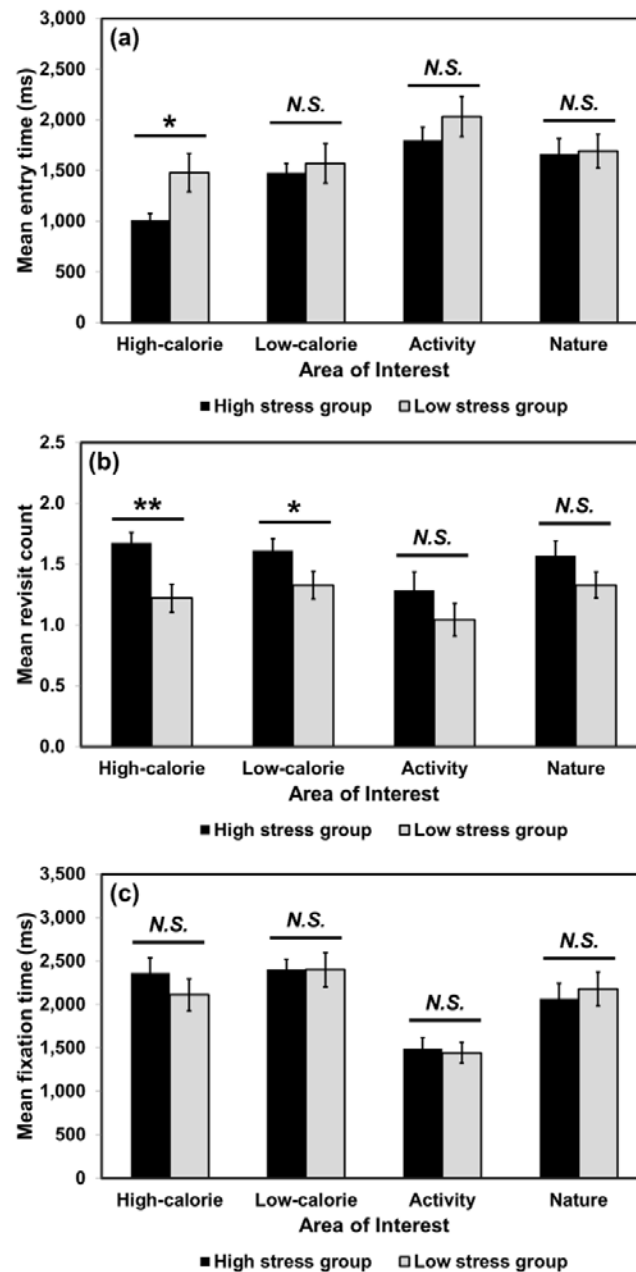 (a)
Mean entry time (ms)
3,000
2,500
2,000
1,500
1,000
500
0
*
N.S.
N.S.
N.S.
High-calorie Low-calorie Activity Nature
Area of Interest
High stress group Low stress group
(b)
Mean revisit count
2.5
2.0
1.5
1.0
0.5
0.0
**
*
N.S.
N.S.
High-calorie Low-calorie Activity Nature
Area of Interest
High stress group Low stress group
(c)
Mean fixation time (ms)
3,500
3,000
2,500
2,000
1,500
1,000
500
0
N.S.
N.S.
N.S.
N.S.
High-calorie Low-calorie Activity Nature
Area of Interest
High stress group Low stress group